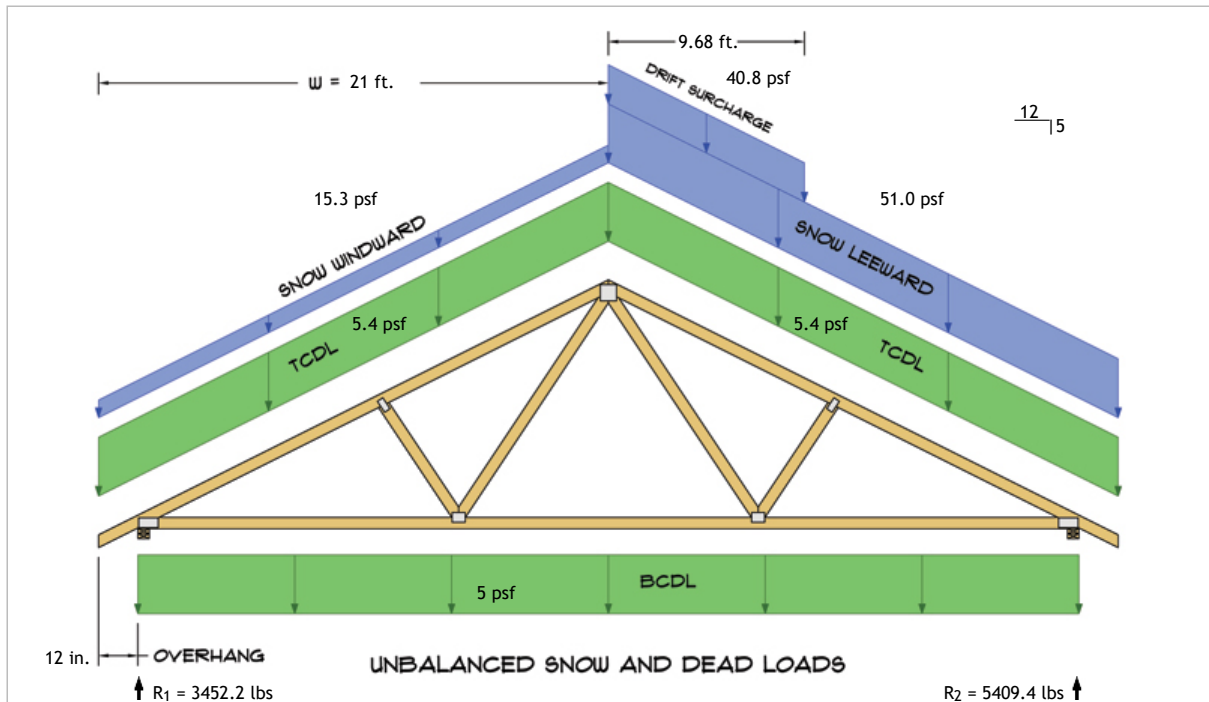 9.68 ft.
DRIFT SURCHARGE
40.8 psf
W = 21 ft.
12
5
15.3 psf
51.0 psf
SNOW WINDWARD
SNOW LEEWARD
5.4 psf
5.4 psf
TCDL
TCDL
BCDL
5 psf
12 in.
OVERHANG
UNBALANCED SNOW AND DEAD LOADS
R1 = 3452.2 lbs
R2 = 5409.4 lbs